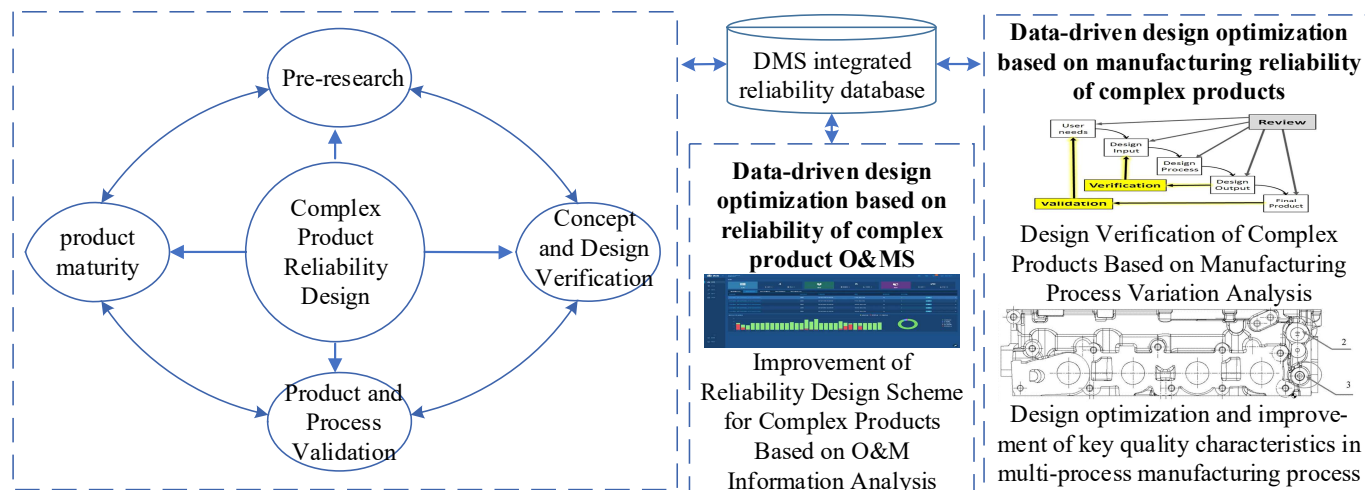 Pre-research
product
maturity
Complex
Product
Reliability
Design
Concept
and Design
Verification
Product and
Process
Validation
DMS integrated
reliability database
Data-driven design
optimization based on
reliability of complex
product O&MS
Improvement of
Reliability Design Scheme
for Complex Products
Based on O&M
Information Analysis
Data-driven design optimization
based on manufacturing reliability
of complex products
User
needs
Review
Design
Input
Design
Process
Verification
Design
Output
Validation
Final
Product
Design Verification of Complex
Products Based on Manufacturing
Process Variation Analysis
2
3
Design optimization and improve-
ment of key quality characteristics in
multi-process manufacturing process